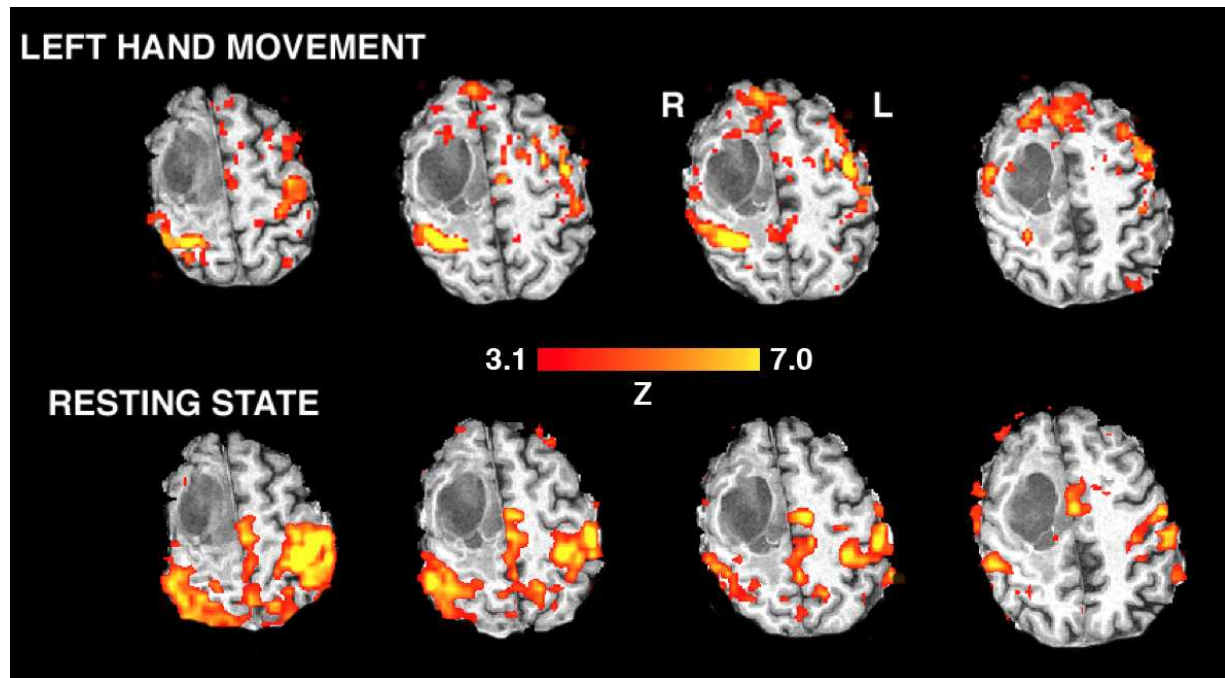 LEFT HAND MOVEMENT
R L
3.1 7.0
Z
RESTING STATE